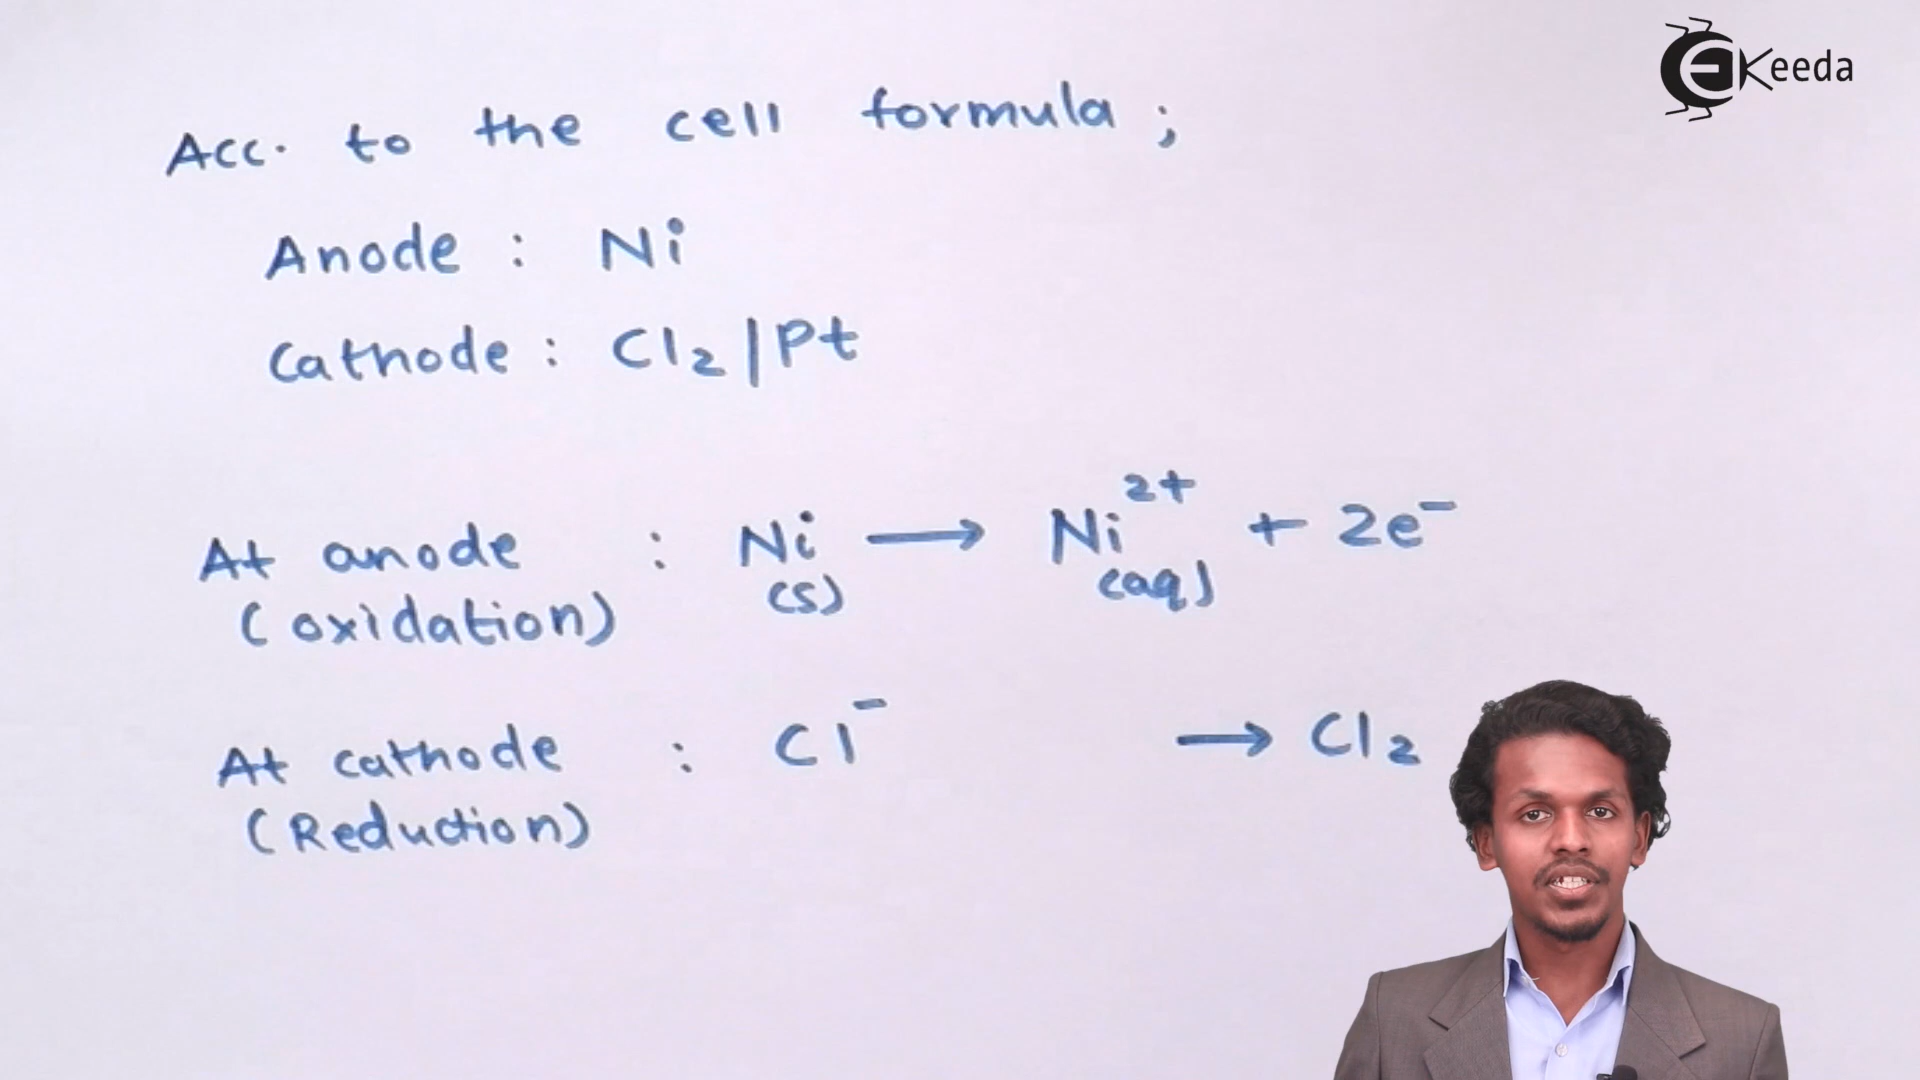 EKeeda
Acc. to the cell formula ;
Anode : Ni
Cathode : Cl₂ | Pt
At anode : Ni → Ni²⁺ + 2e⁻
(s) (aq)
(oxidation)
At cathode : Cl⁻ → Cl₂
(Reduction)